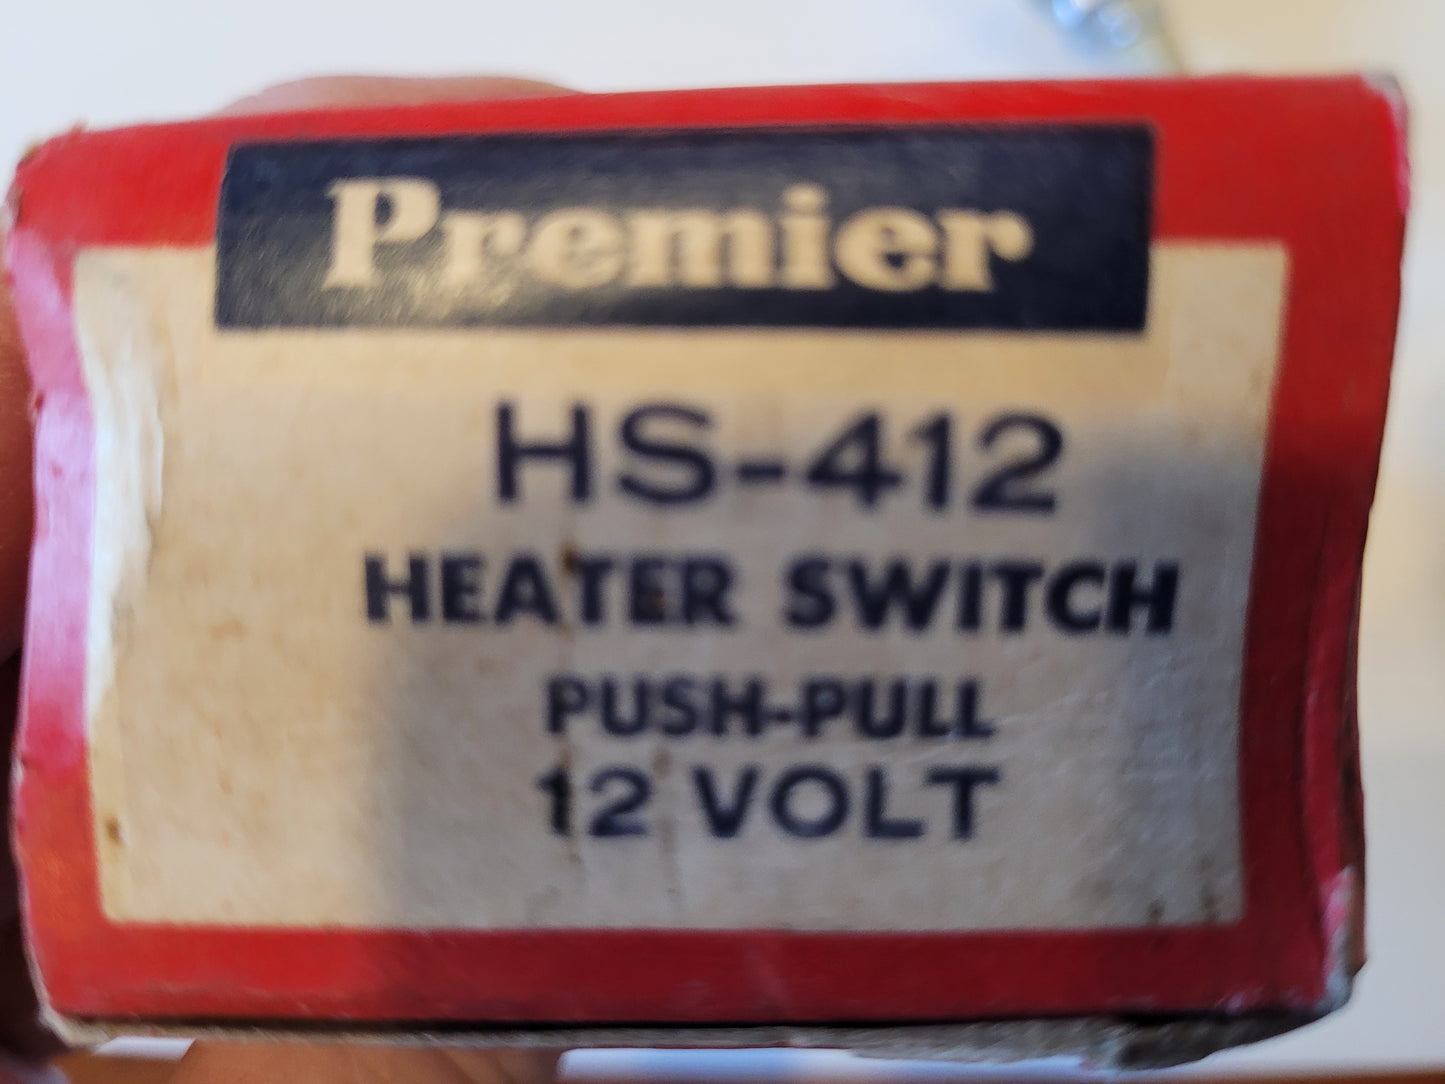 Premier
HS-412
HEATER SWITCH
PUSH-PULL
12 VOLT